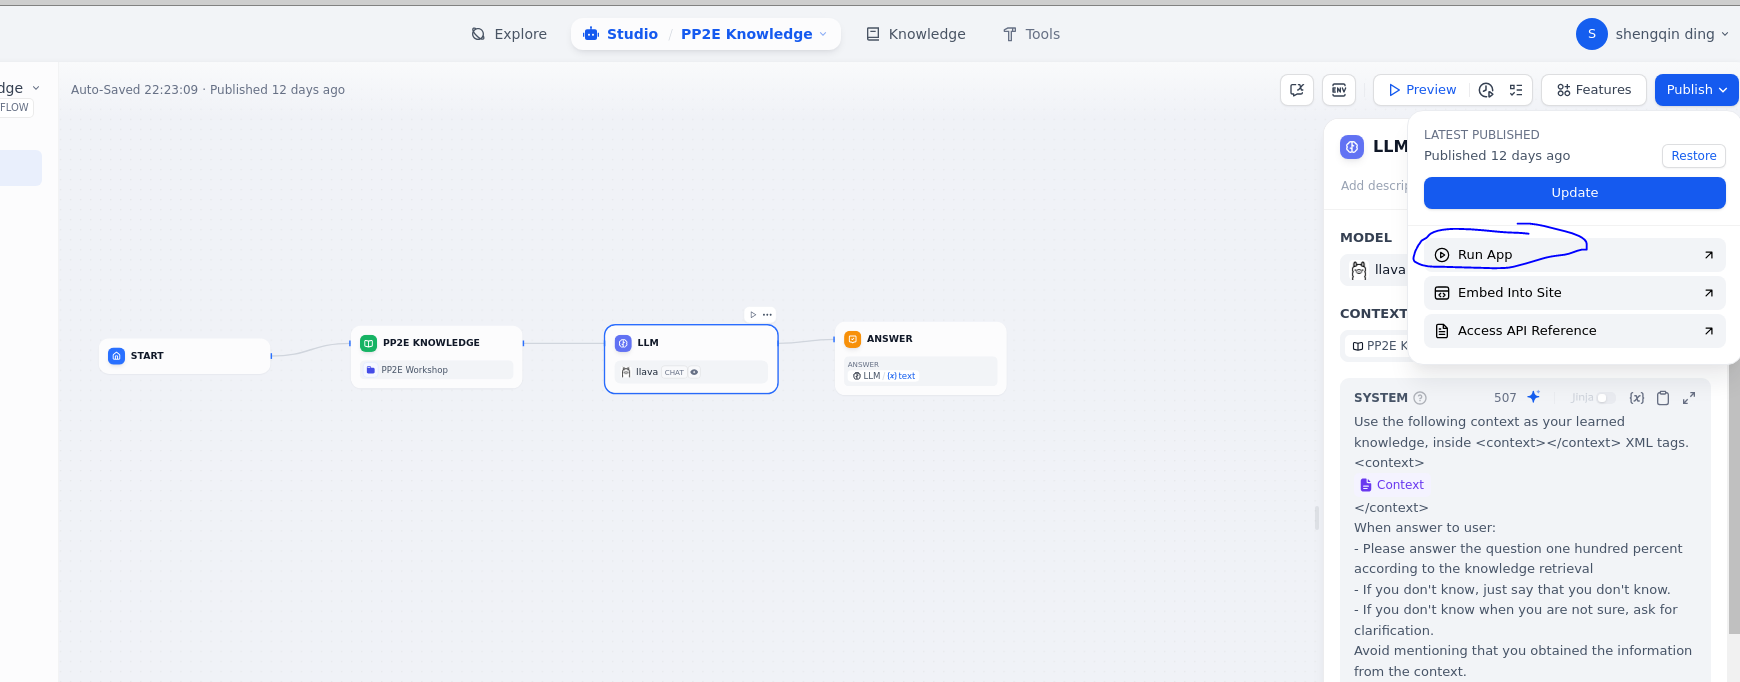 Explore
Studio / PP2E Knowledge
Knowledge
Tools
S
shengqin ding
dge
FLOW
Auto-Saved 22:23:09 · Published 12 days ago
ENV
Preview
Features
Publish
LATEST PUBLISHED
Published 12 days ago
Restore
Update
Run App
Embed Into Site
Access API Reference
LLM
Add descrip
MODEL
llava
CONTEXT
PP2E K
START
PP2E KNOWLEDGE
PP2E Workshop
LLM
llava CHAT
ANSWER
ANSWER
LLM / {x} text
SYSTEM ? 507 Jinja {x}
Use the following context as your learned
knowledge, inside <context></context> XML tags.
<context>
Context
</context>
When answer to user:
- Please answer the question one hundred percent
according to the knowledge retrieval
- If you don't know, just say that you don't know.
- If you don't know when you are not sure, ask for
clarification.
Avoid mentioning that you obtained the information
from the context.